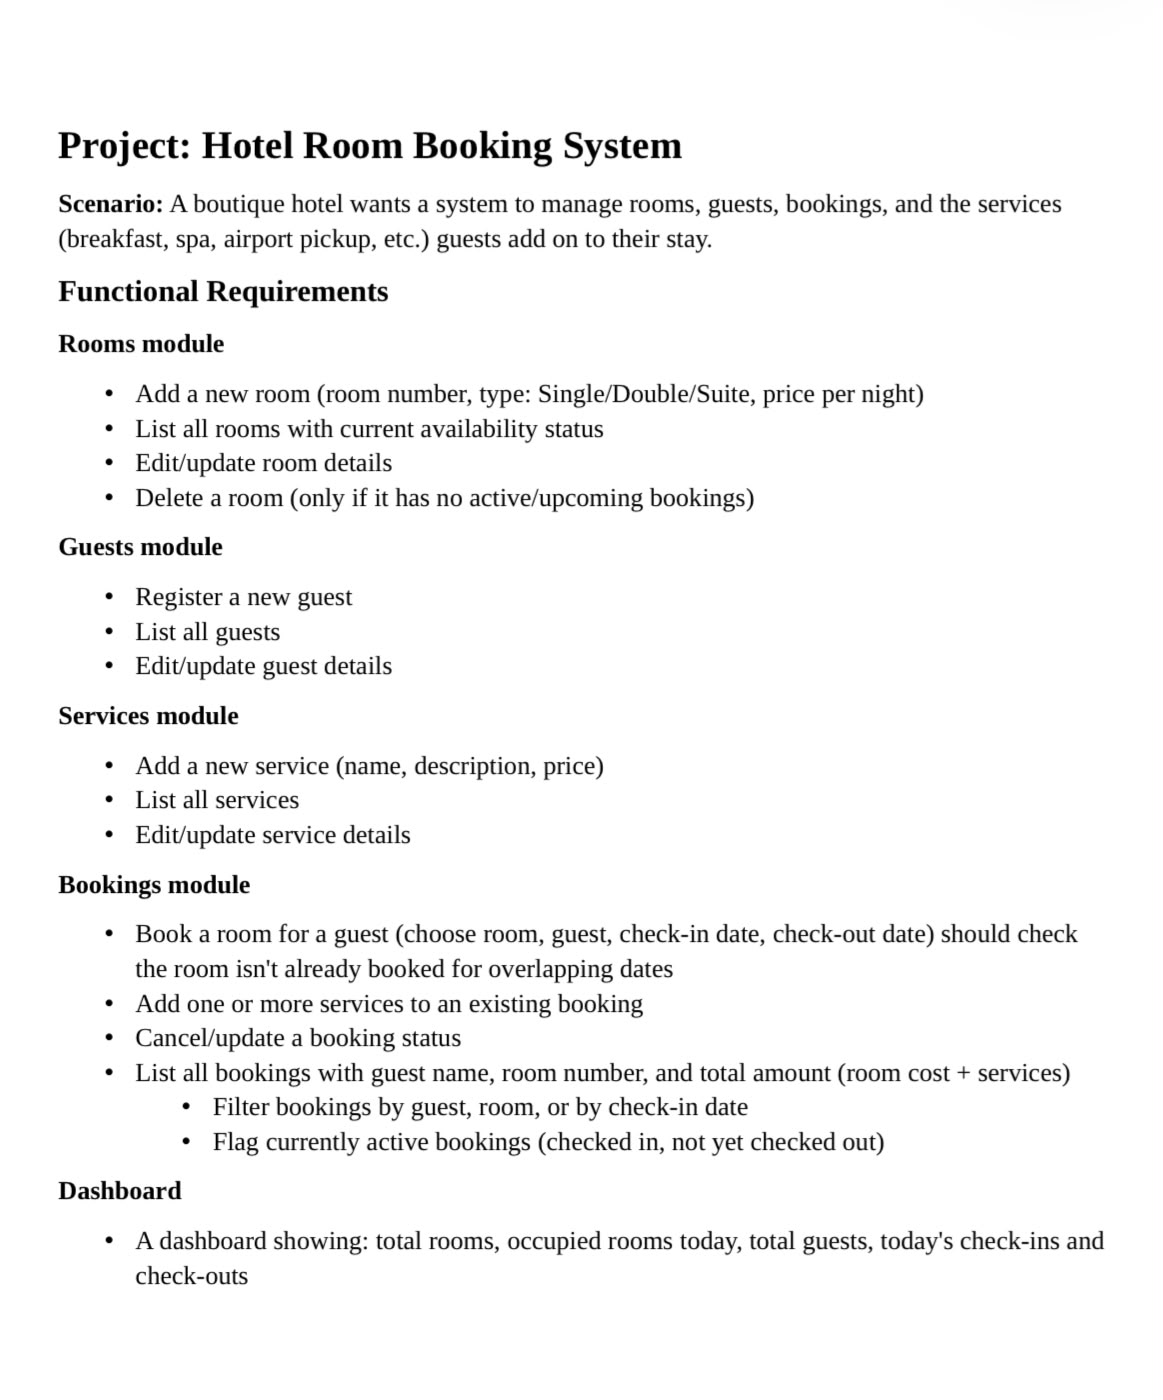 Project: Hotel Room Booking System
Scenario: A boutique hotel wants a system to manage rooms, guests, bookings, and the services
(breakfast, spa, airport pickup, etc.) guests add on to their stay.
Functional Requirements
Rooms module
• Add a new room (room number, type: Single/Double/Suite, price per night)
• List all rooms with current availability status
• Edit/update room details
• Delete a room (only if it has no active/upcoming bookings)
Guests module
• Register a new guest
• List all guests
• Edit/update guest details
Services module
• Add a new service (name, description, price)
• List all services
• Edit/update service details
Bookings module
• Book a room for a guest (choose room, guest, check-in date, check-out date) should check
the room isn't already booked for overlapping dates
• Add one or more services to an existing booking
• Cancel/update a booking status
• List all bookings with guest name, room number, and total amount (room cost + services)
• Filter bookings by guest, room, or by check-in date
• Flag currently active bookings (checked in, not yet checked out)
Dashboard
• A dashboard showing: total rooms, occupied rooms today, total guests, today's check-ins and
check-outs